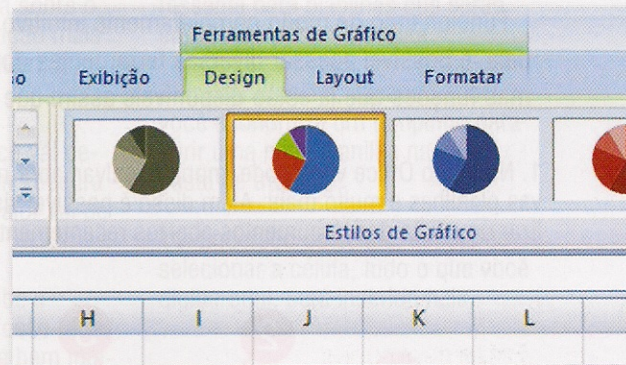 Ferramentas de Gráfico
o Exibição Design Layout Formatar
Estilos de Gráfico
H I J K L